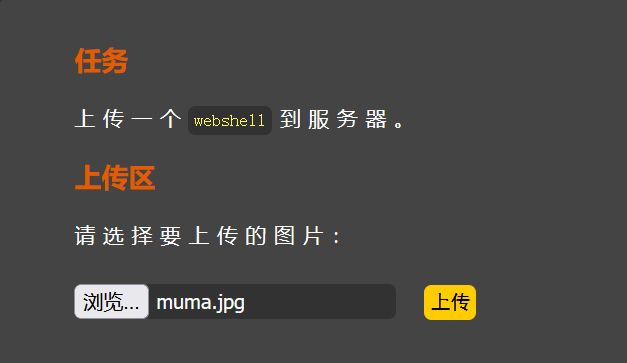 任务
上传一个 webshell 到服务器。
上传区
请选择要上传的图片：
浏览… muma.jpg 上传